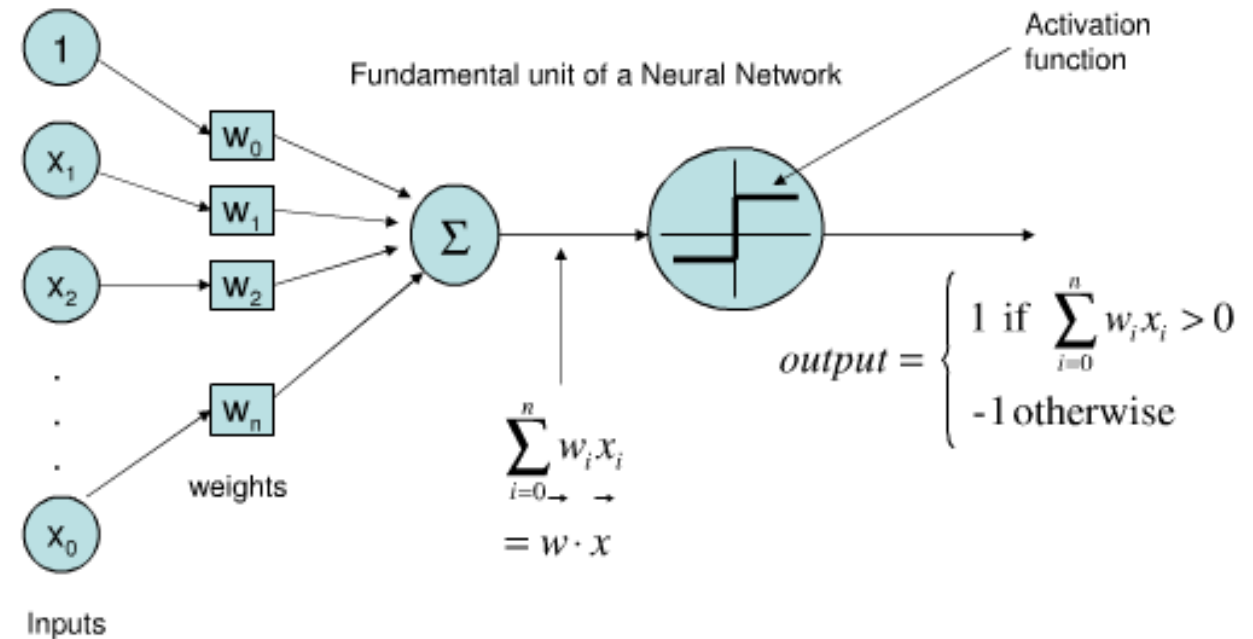 1
Activation
function
Fundamental unit of a Neural Network
w₀
x₁
w₁
Σ
x₂
w₂
.
.
.
wₙ
weights
x₀
Inputs
n
∑ wᵢxᵢ
i=0
= w⃗ · x⃗
output = { 1 if ∑ᵢ₌₀ⁿ wᵢxᵢ > 0
-1 otherwise